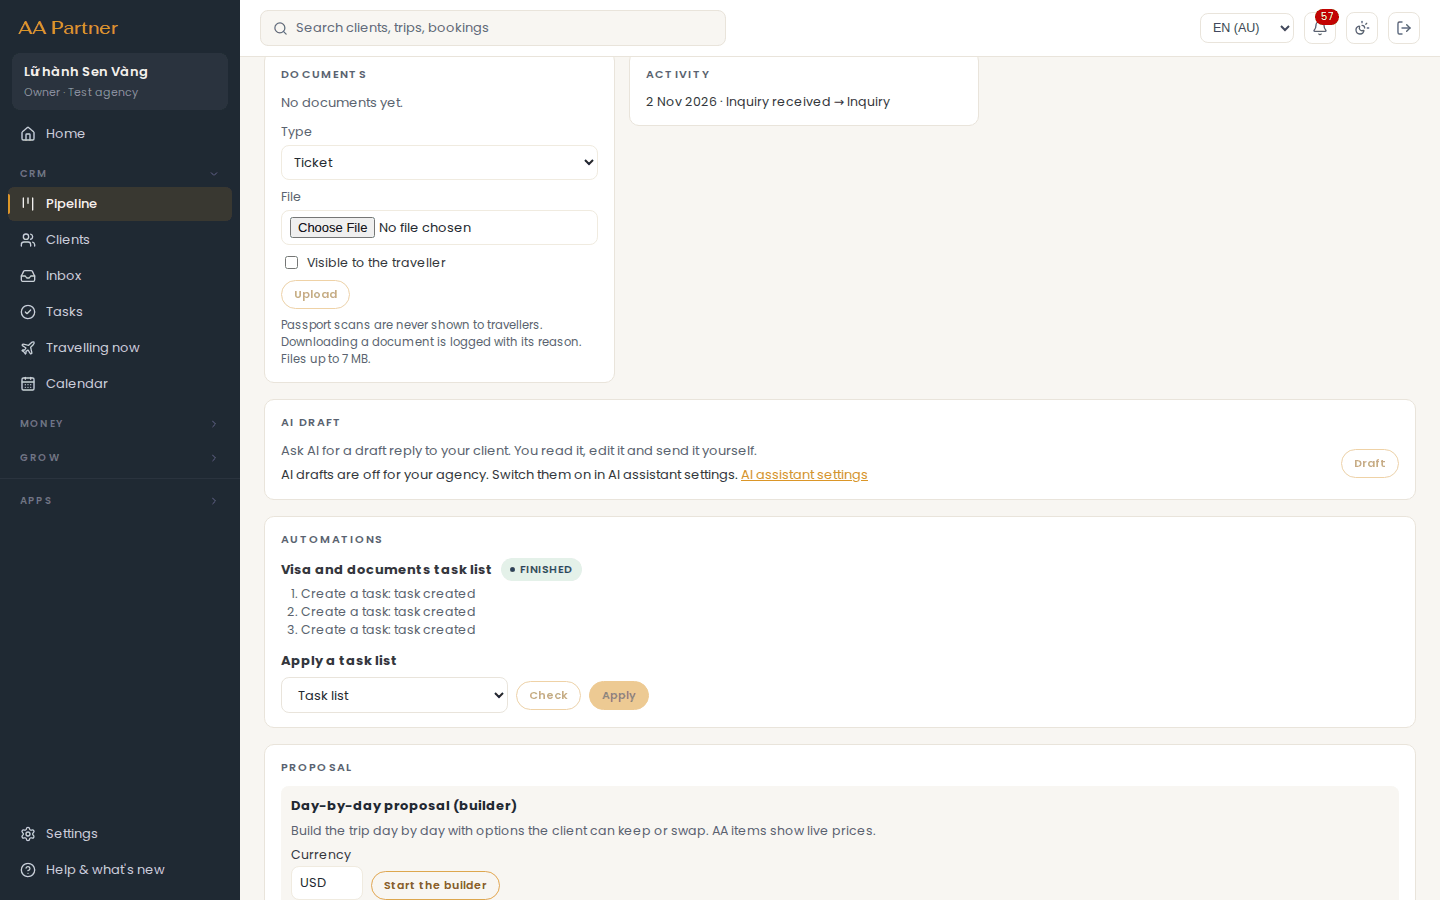 AA Partner
Lữ hành Sen Vàng
Owner · Test agency
Home
CRM
Pipeline
Clients
Inbox
Tasks
Travelling now
Calendar
MONEY
GROW
APPS
Settings
Help & what's new
Search clients, trips, bookings
EN (AU)
57
DOCUMENTS
No documents yet.
Type
Ticket
File
Choose File No file chosen
Visible to the traveller
Upload
Passport scans are never shown to travellers.
Downloading a document is logged with its reason.
Files up to 7 MB.
ACTIVITY
2 Nov 2026 · Inquiry received → Inquiry
AI DRAFT
Ask AI for a draft reply to your client. You read it, edit it and send it yourself.
AI drafts are off for your agency. Switch them on in AI assistant settings. AI assistant settings
Draft
AUTOMATIONS
Visa and documents task list FINISHED
1. Create a task: task created
2. Create a task: task created
3. Create a task: task created
Apply a task list
Task list Check Apply
PROPOSAL
Day-by-day proposal (builder)
Build the trip day by day with options the client can keep or swap. AA items show live prices.
Currency
USD Start the builder